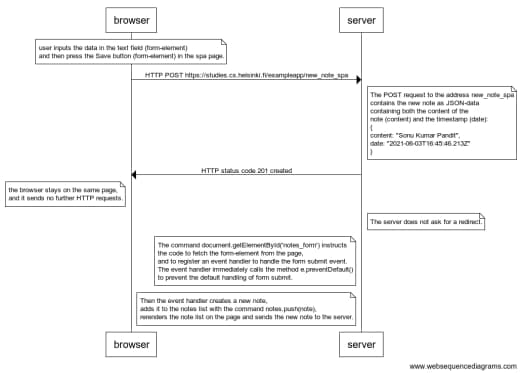 browser
server
user inputs the data in the text field (form-element)
and then press the Save button (form-element) in the spa page.
HTTP POST https://studies.cs.helsinki.fi/exampleapp/new_note_spa
The POST request to the address new_note_spa
contains the new note as JSON-data
containing both the content of the
note (content) and the timestamp (date):
{
content: "Sonu Kumar Pandit",
date: "2021-06-03T16:45:46.213Z"
}
HTTP status code 201 created
the browser stays on the same page,
and it sends no further HTTP requests.
The server does not ask for a redirect.
The command document.getElementById('notes_form') instructs
the code to fetch the form-element from the page,
and to register an event handler to handle the form submit event.
The event handler immediately calls the method e.preventDefault()
to prevent the default handling of form submit.
Then the event handler creates a new note,
adds it to the notes list with the command notes.push(note),
rerenders the note list on the page and sends the new note to the server.
browser
server
www.websequencediagrams.com